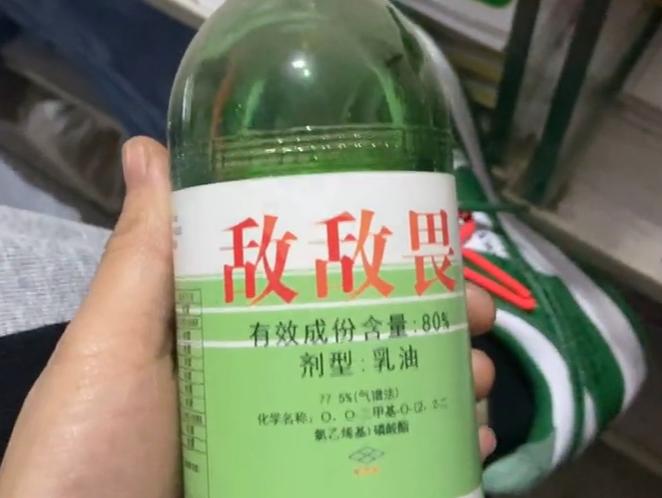 敌敌畏
有效成份含量:80%
剂型:乳油
77.5%(气谱法)
化学名称:O,O二甲基-O-(2,2-二
氯乙烯基)磷酸酯